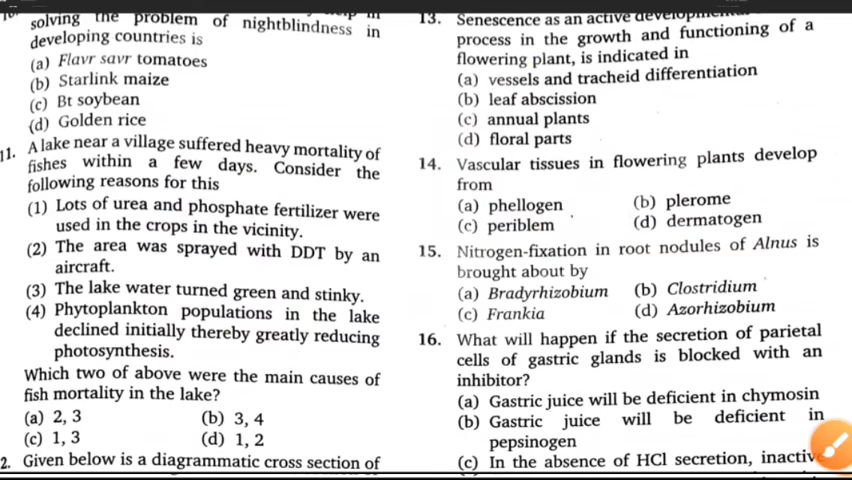 solving the problem of nightblindness in
developing countries is
(a) Flavr savr tomatoes
(b) Starlink maize
(c) Bt soybean
(d) Golden rice
11. A lake near a village suffered heavy mortality of
fishes within a few days. Consider the
following reasons for this
(1) Lots of urea and phosphate fertilizer were
used in the crops in the vicinity.
(2) The area was sprayed with DDT by an
aircraft.
(3) The lake water turned green and stinky.
(4) Phytoplankton populations in the lake
declined initially thereby greatly reducing
photosynthesis.
Which two of above were the main causes of
fish mortality in the lake?
(a) 2, 3 (b) 3, 4
(c) 1, 3 (d) 1, 2
2. Given below is a diagrammatic cross section of
13. Senescence as an active developmental
process in the growth and functioning of a
flowering plant, is indicated in
(a) vessels and tracheid differentiation
(b) leaf abscission
(c) annual plants
(d) floral parts
14. Vascular tissues in flowering plants develop
from
(a) phellogen (b) plerome
(c) periblem (d) dermatogen
15. Nitrogen-fixation in root nodules of Alnus is
brought about by
(a) Bradyrhizobium (b) Clostridium
(c) Frankia (d) Azorhizobium
16. What will happen if the secretion of parietal
cells of gastric glands is blocked with an
inhibitor?
(a) Gastric juice will be deficient in chymosin
(b) Gastric juice will be deficient in
pepsinogen
(c) In the absence of HCl secretion, inactive